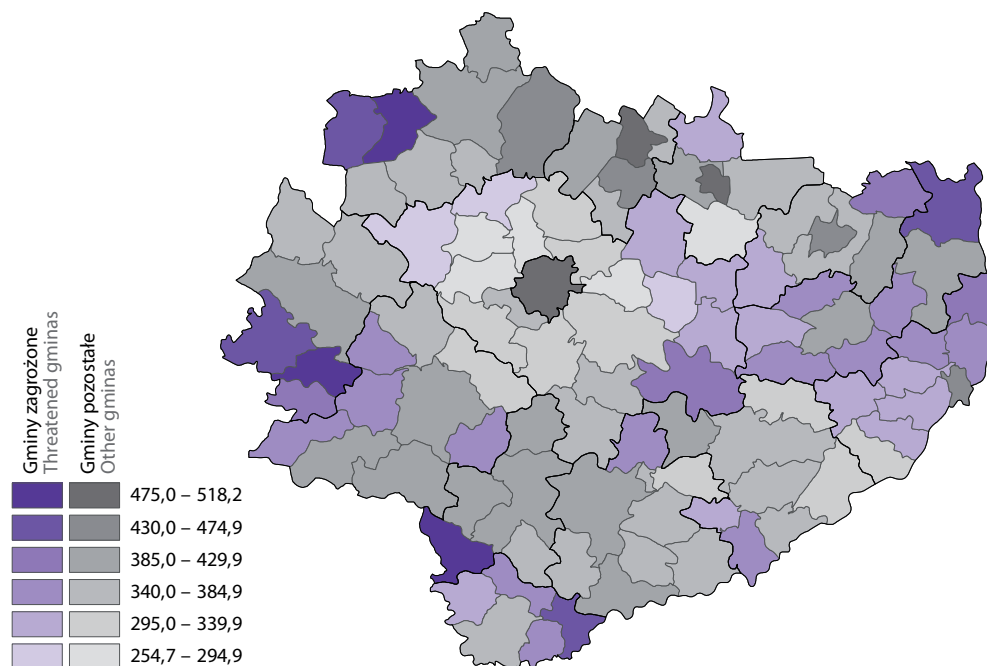 Gminy zagrożone
Threatened gminas
Gminy pozostałe
Other gminas
475,0 – 518,2
430,0 – 474,9
385,0 – 429,9
340,0 – 384,9
295,0 – 339,9
254,7 – 294,9